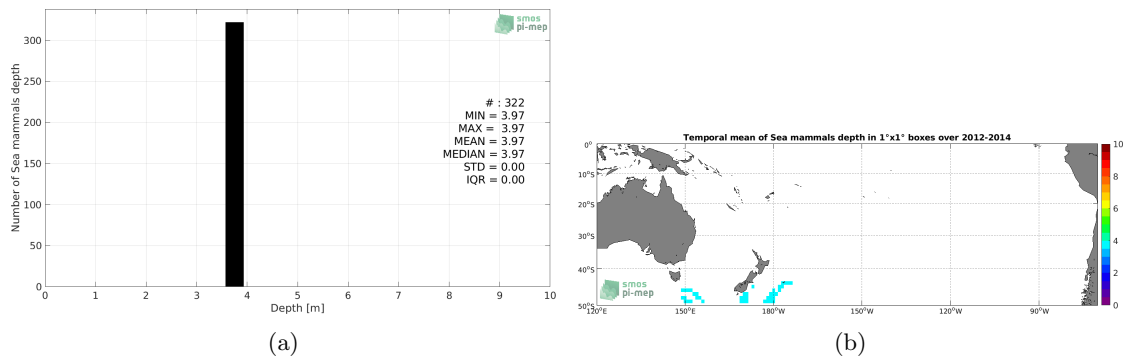 smos
pi-mep
300
250
200
150
100
50
0
Number of Sea mammals depth
# : 322
MIN = 3.97
MAX = 3.97
MEAN = 3.97
MEDIAN = 3.97
STD = 0.00
IQR = 0.00
0 1 2 3 4 5 6 7 8 9 10
Depth [m]
(a)
Temporal mean of Sea mammals depth in 1°x1° boxes over 2012-2014
0°
10°S
20°S
30°S
40°S
50°S
120°E 150°E 180°W 150°W 120°W 90°W
10
8
6
4
2
0
smos
pi-mep
(b)